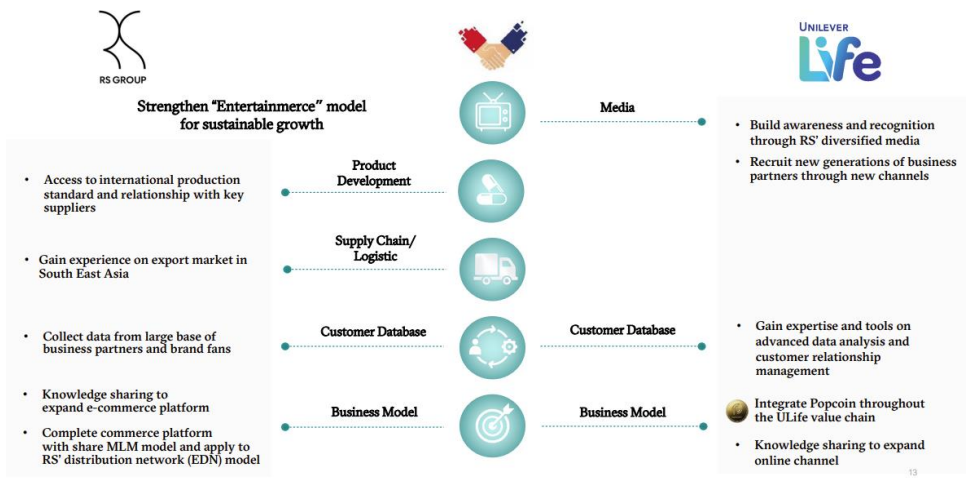 RS GROUP
UNILEVER
Life
Strengthen “Entertainmerce” model
for sustainable growth
Media
• Build awareness and recognition
through RS’ diversified media
• Recruit new generations of business
partners through new channels
Product
Development
• Access to international production
standard and relationship with key
suppliers
Supply Chain/
Logistic
• Gain experience on export market in
South East Asia
Customer Database
• Collect data from large base of
business partners and brand fans
Customer Database
• Gain expertise and tools on
advanced data analysis and
customer relationship
management
Business Model
• Knowledge sharing to
expand e-commerce platform
• Complete commerce platform
with share MLM model and apply to
RS’ distribution network (EDN) model
Business Model
Integrate Popcoin throughout
the ULife value chain
• Knowledge sharing to expand
online channel
13